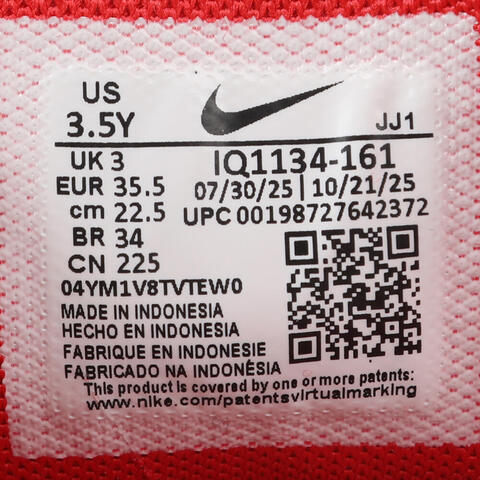 US
3.5Y
JJ1
UK 3
IQ1134-161
EUR 35.5
07/30/25 | 10/21/25
cm 22.5
UPC 00198727642372
BR 34
CN 225
04YM1V8TVTEW0
MADE IN INDONESIA
HECHO EN INDONESIA
FABRIQUE EN INDONESIE
FABRICADO NA INDONÉSIA
This product is covered by one or more patents:
www.nike.com/patentsvirtualmarking